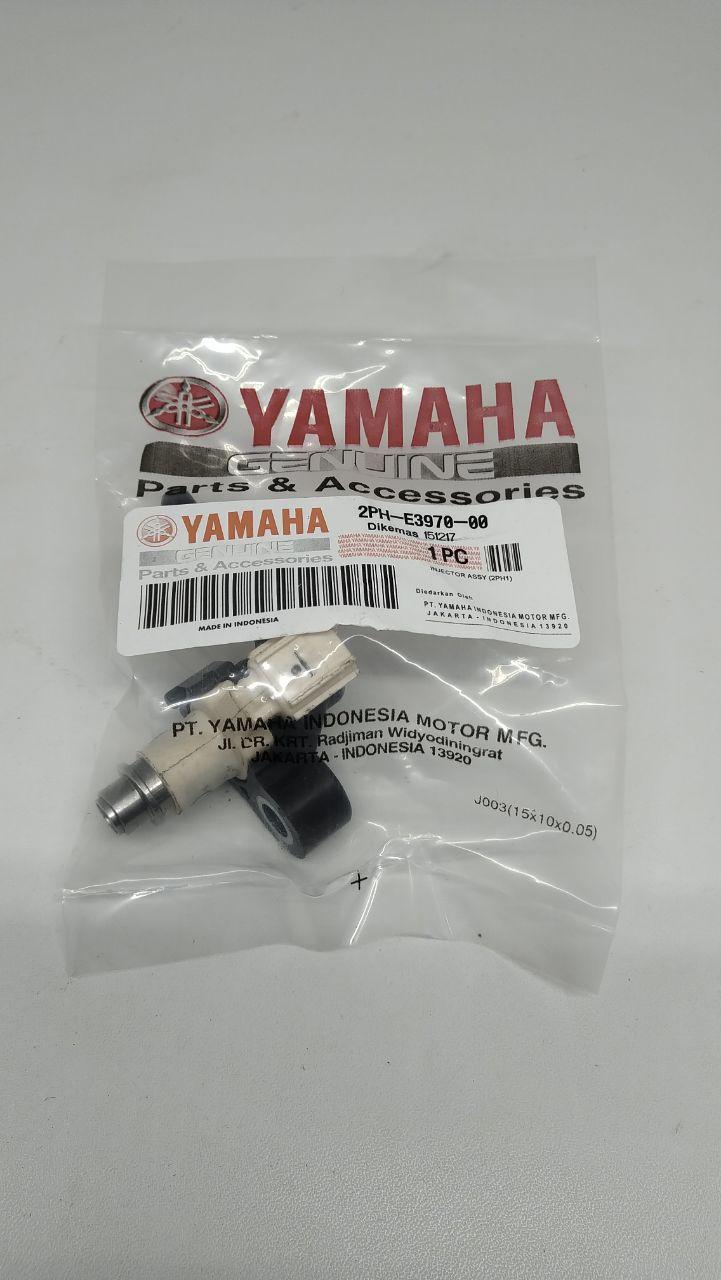 YAMAHA
GENUINE
Parts & Accessories
YAMAHA
GENUINE
Parts & Accessories
MADE IN INDONESIA
2PH-E3970-00
Dikemas 151217
1 PC
INJECTOR ASSY (2PH1)
Diedarkan Oleh
PT. YAMAHA INDONESIA MOTOR MFG.
JAKARTA - INDONESIA 13920
PT. YAMAHA INDONESIA MOTOR MFG.
Jl. DR. KRT. Radjiman Widyodiningrat
JAKARTA - INDONESIA 13920
J003(15x10x0.05)